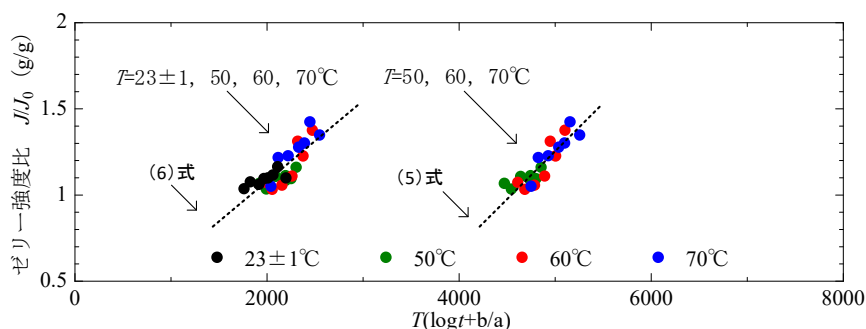 2
T=23±1, 50, 60, 70℃
T=50, 60, 70℃
1.5
(6)式
(5)式
1
23±1℃
50℃
60℃
70℃
0.5
0
2000
4000
6000
8000
T(logt+b/a)
ゼリー強度比 J/J₀ (g/g)